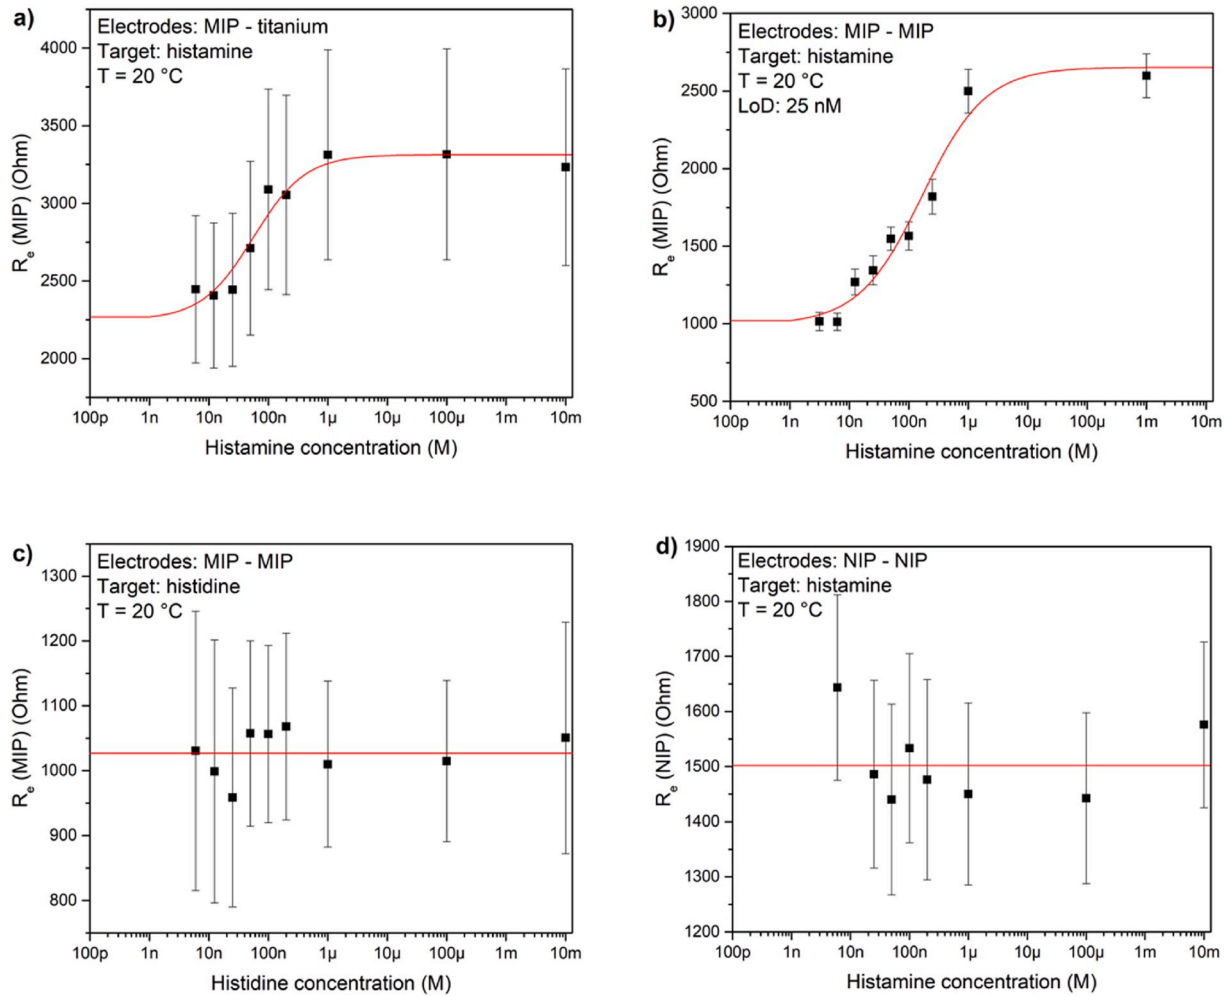 a)
Electrodes: MIP - titanium
Target: histamine
T = 20 °C
4000
3500
3000
2500
2000
Re (MIP) (Ohm)
100p 1n 10n 100n 1µ 10µ 100µ 1m 10m
Histamine concentration (M)
b)
Electrodes: MIP - MIP
Target: histamine
T = 20 °C
LoD: 25 nM
3000
2500
2000
1500
1000
500
Re (MIP) (Ohm)
100p 1n 10n 100n 1µ 10µ 100µ 1m 10m
Histamine concentration (M)
c)
Electrodes: MIP - MIP
Target: histidine
T = 20 °C
1300
1200
1100
1000
900
800
Re (MIP) (Ohm)
100p 1n 10n 100n 1µ 10µ 100µ 1m 10m
Histidine concentration (M)
d)
Electrodes: NIP - NIP
Target: histamine
T = 20 °C
1900
1800
1700
1600
1500
1400
1300
1200
Re (NIP) (Ohm)
100p 1n 10n 100n 1µ 10µ 100µ 1m 10m
Histamine concentration (M)